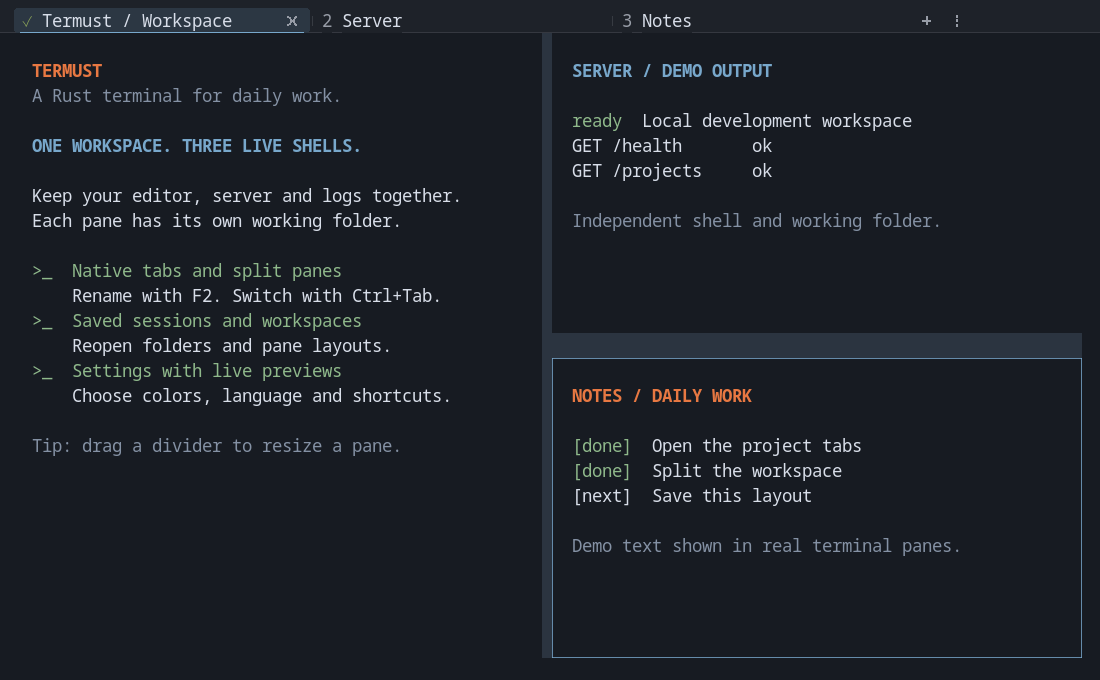 ✓ Termust / Workspace
2 Server
3 Notes
+
TERMUST
A Rust terminal for daily work.
ONE WORKSPACE. THREE LIVE SHELLS.
Keep your editor, server and logs together.
Each pane has its own working folder.
>_ Native tabs and split panes
Rename with F2. Switch with Ctrl+Tab.
>_ Saved sessions and workspaces
Reopen folders and pane layouts.
>_ Settings with live previews
Choose colors, language and shortcuts.
Tip: drag a divider to resize a pane.
SERVER / DEMO OUTPUT
ready Local development workspace
GET /health ok
GET /projects ok
Independent shell and working folder.
NOTES / DAILY WORK
[done] Open the project tabs
[done] Split the workspace
[next] Save this layout
Demo text shown in real terminal panes.